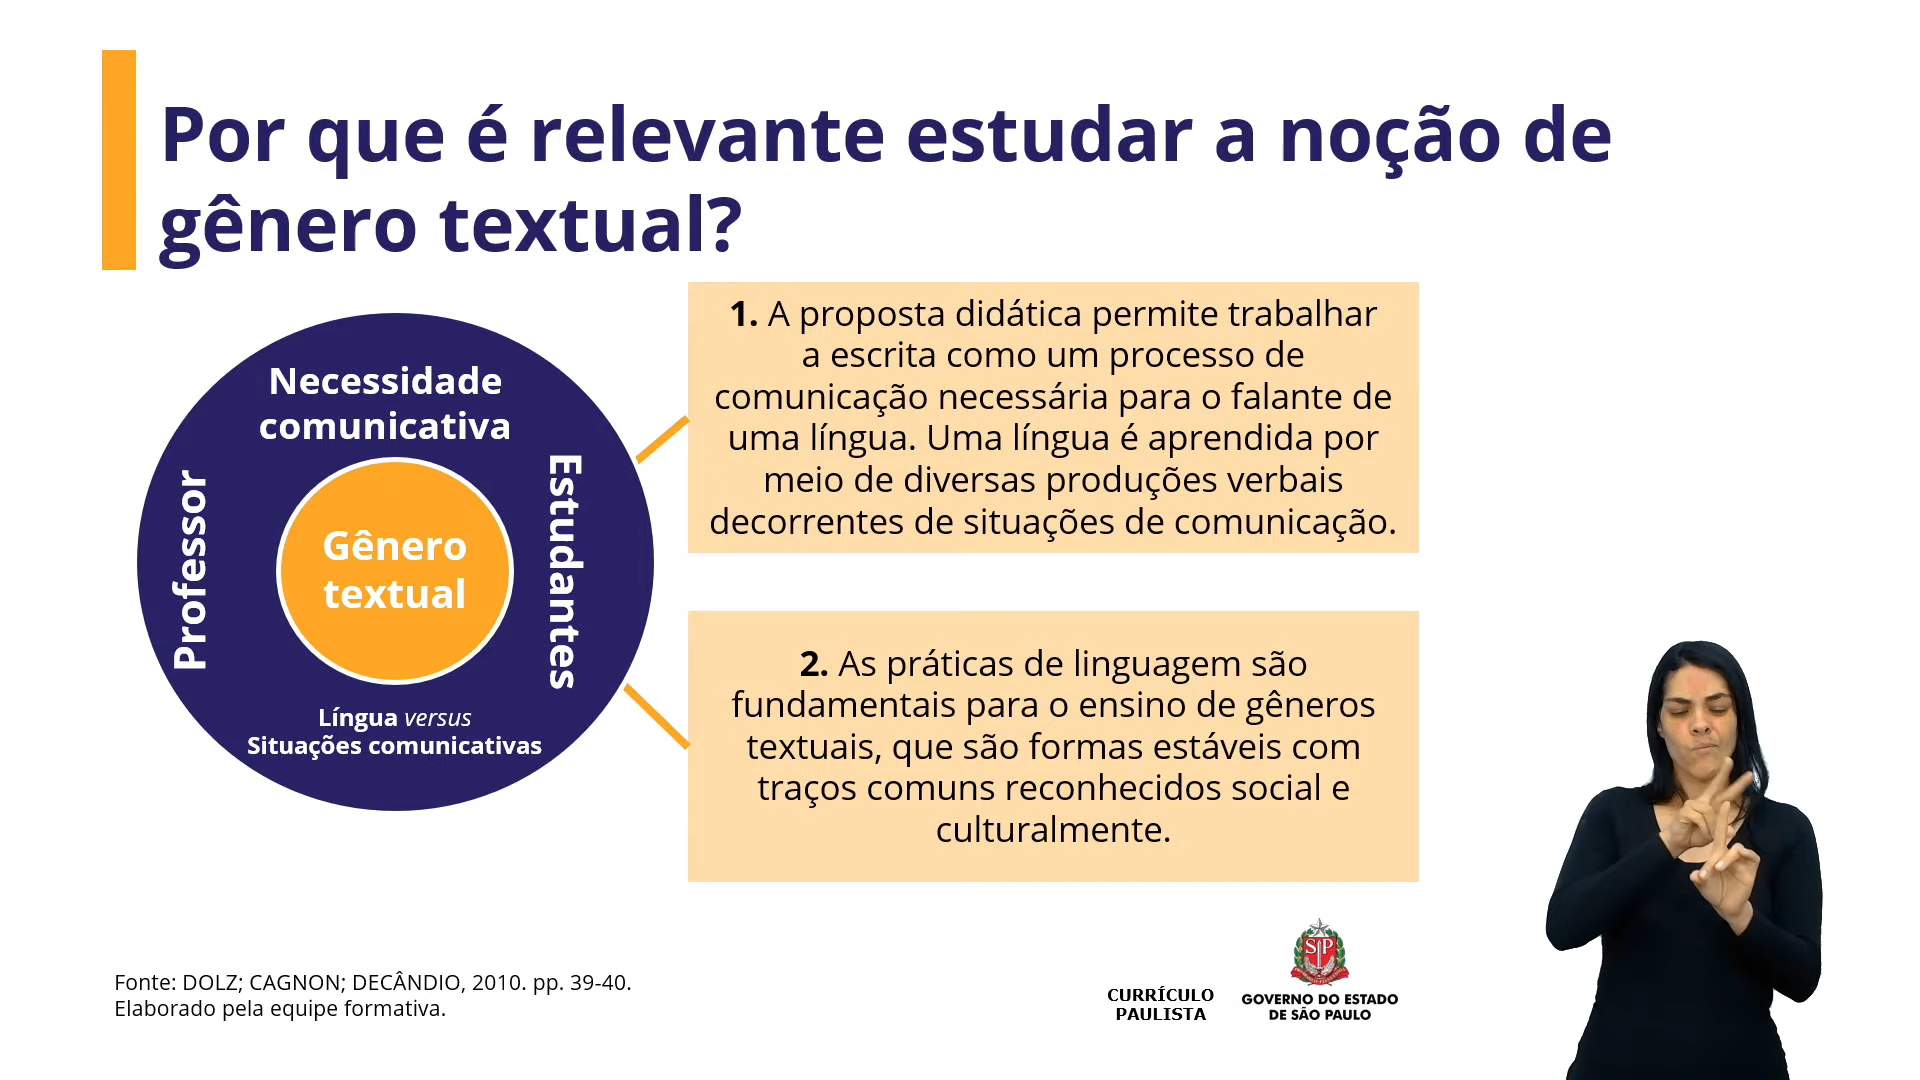 Por que é relevante estudar a noção de
gênero textual?
Necessidade
comunicativa
Professor
Gênero
textual
Estudantes
Língua versus
Situações comunicativas
1. A proposta didática permite trabalhar
a escrita como um processo de
comunicação necessária para o falante de
uma língua. Uma língua é aprendida por
meio de diversas produções verbais
decorrentes de situações de comunicação.
2. As práticas de linguagem são
fundamentais para o ensino de gêneros
textuais, que são formas estáveis com
traços comuns reconhecidos social e
culturalmente.
Fonte: DOLZ; CAGNON; DECÂNDIO, 2010. pp. 39-40.
Elaborado pela equipe formativa.
CURRÍCULO
PAULISTA
SP
GOVERNO DO ESTADO
DE SÃO PAULO